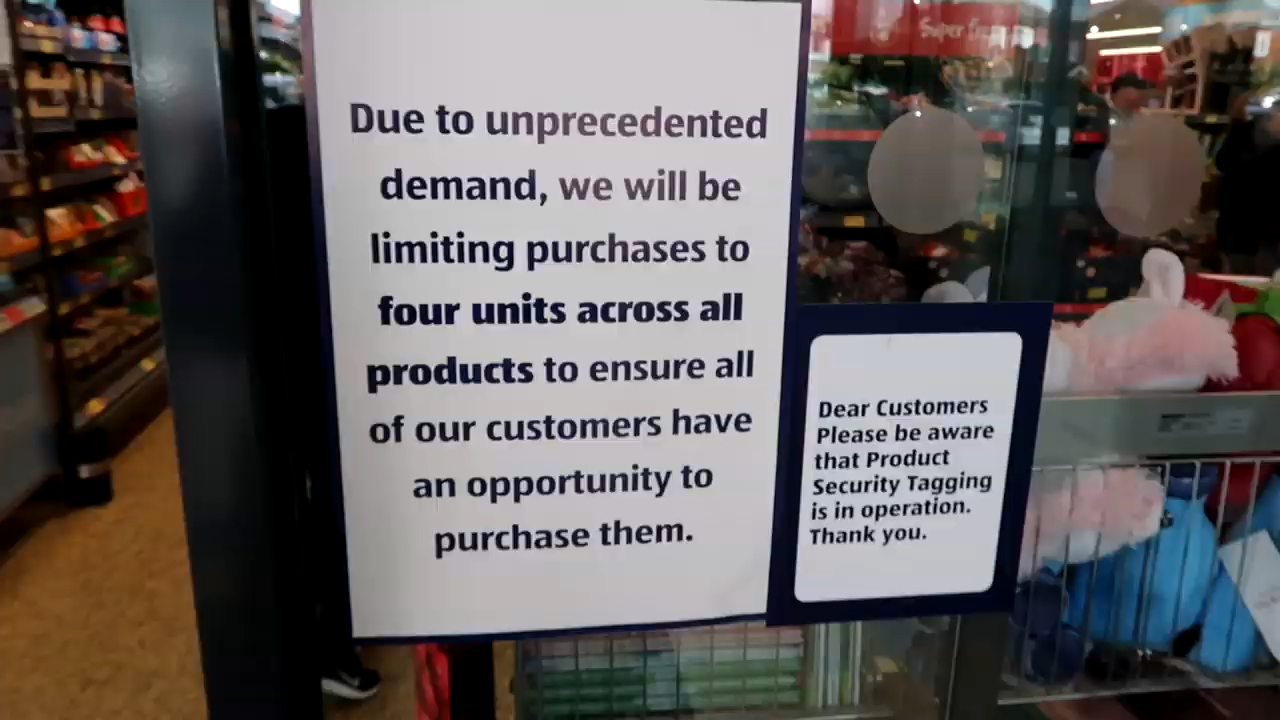 Due to unprecedented
demand, we will be
limiting purchases to
four units across all
products to ensure all
of our customers have
an opportunity to
purchase them.
Dear Customers
Please be aware
that Product
Security Tagging
is in operation.
Thank you.
Super